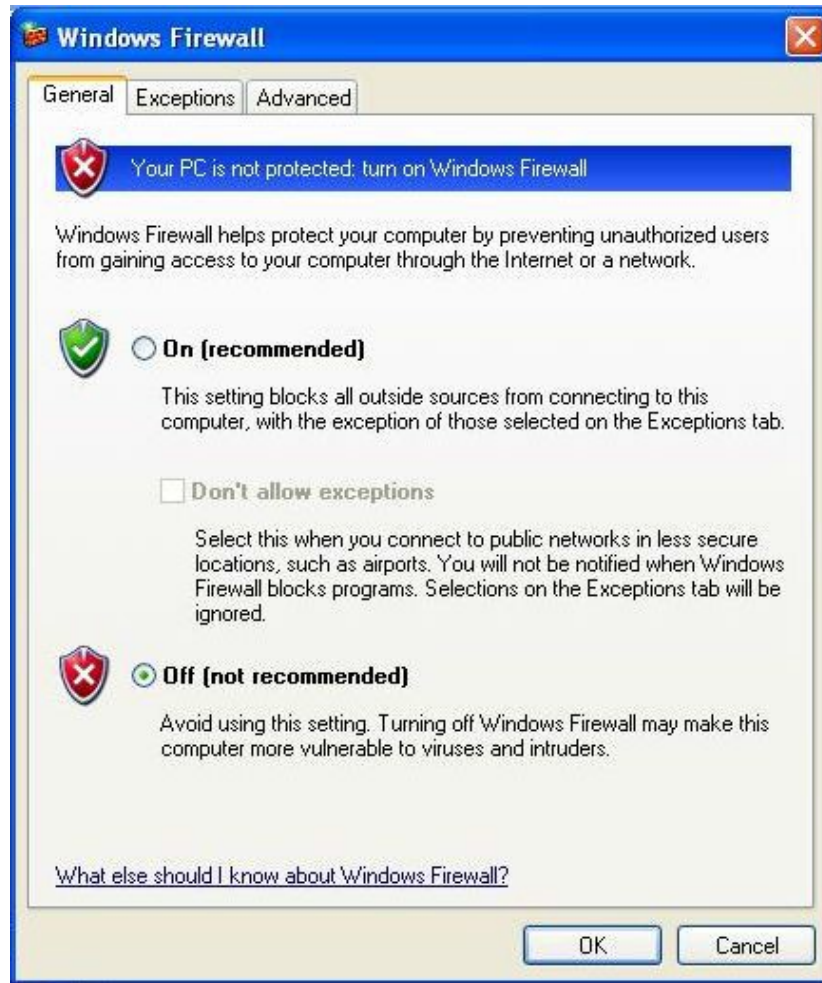 Windows Firewall
General
Exceptions
Advanced
Your PC is not protected: turn on Windows Firewall
Windows Firewall helps protect your computer by preventing unauthorized users
from gaining access to your computer through the Internet or a network.
On (recommended)
This setting blocks all outside sources from connecting to this
computer, with the exception of those selected on the Exceptions tab.
Don't allow exceptions
Select this when you connect to public networks in less secure
locations, such as airports. You will not be notified when Windows
Firewall blocks programs. Selections on the Exceptions tab will be
ignored.
Off (not recommended)
Avoid using this setting. Turning off Windows Firewall may make this
computer more vulnerable to viruses and intruders.
What else should I know about Windows Firewall?
OK
Cancel